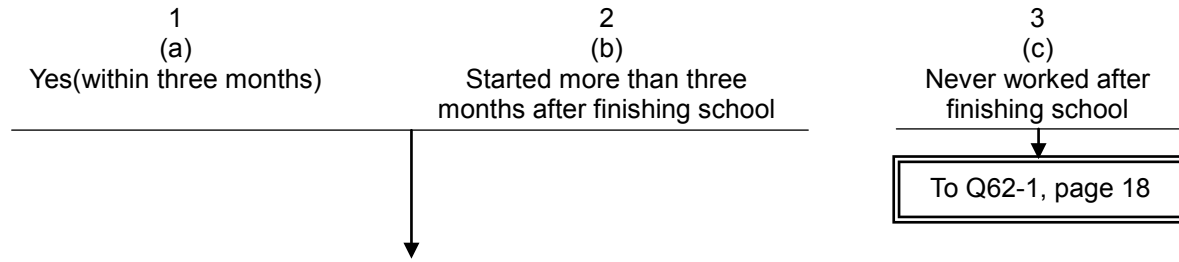 1
(a)
Yes(within three months)
2
(b)
Started more than three
months after finishing school
3
(c)
Never worked after
finishing school
To Q62-1, page 18